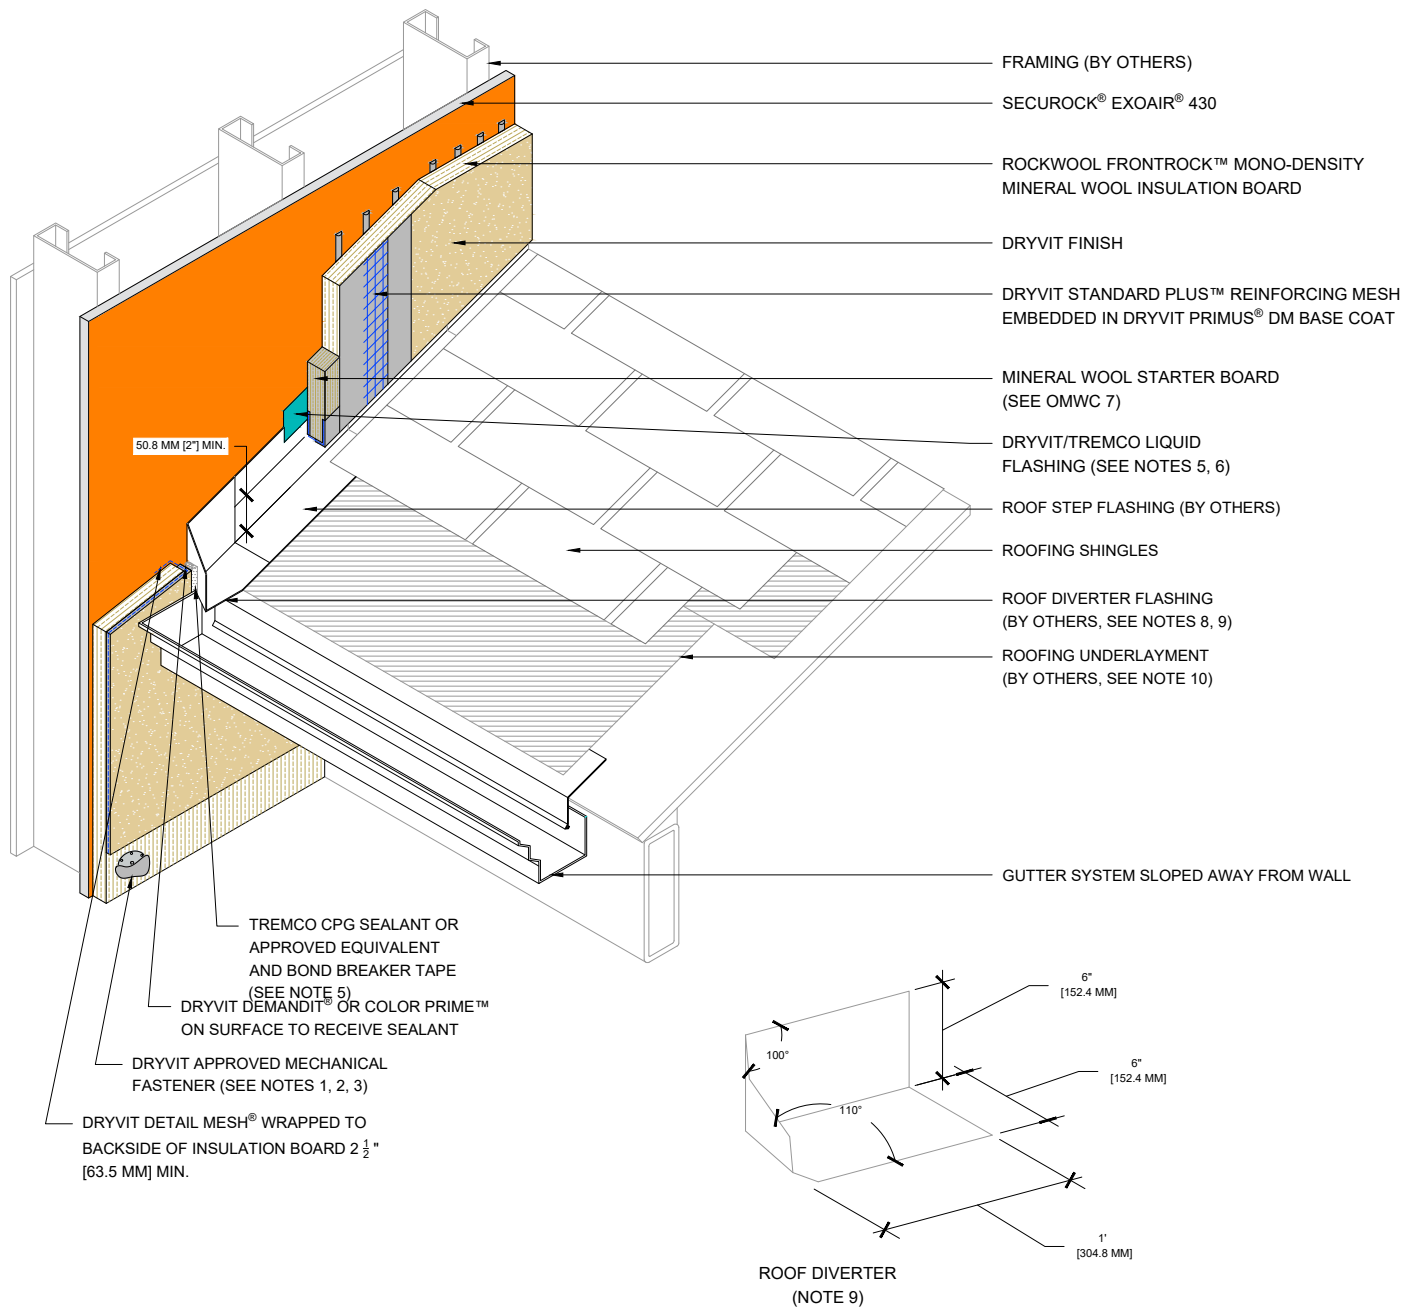 FRAMING (BY OTHERS)
SECUROCK® EXOAIR® 430
ROCKWOOL FRONTROCK™ MONO-DENSITY
MINERAL WOOL INSULATION BOARD
DRYVIT FINISH
DRYVIT STANDARD PLUS™ REINFORCING MESH
EMBEDDED IN DRYVIT PRIMUS® DM BASE COAT
MINERAL WOOL STARTER BOARD
(SEE OMWC 7)
50.8 MM [2"] MIN.
DRYVIT/TREMCO LIQUID
FLASHING (SEE NOTES 5, 6)
ROOF STEP FLASHING (BY OTHERS)
ROOFING SHINGLES
ROOF DIVERTER FLASHING
(BY OTHERS, SEE NOTES 8, 9)
ROOFING UNDERLAYMENT
(BY OTHERS, SEE NOTE 10)
GUTTER SYSTEM SLOPED AWAY FROM WALL
TREMCO CPG SEALANT OR
APPROVED EQUIVALENT
AND BOND BREAKER TAPE
(SEE NOTE 5)
DRYVIT DEMANDIT® OR COLOR PRIME™
ON SURFACE TO RECEIVE SEALANT
DRYVIT APPROVED MECHANICAL
FASTENER (SEE NOTES 1, 2, 3)
DRYVIT DETAIL MESH® WRAPPED TO
BACKSIDE OF INSULATION BOARD 2 1/2"
[63.5 MM] MIN.
6"
[152.4 MM]
100°
6"
[152.4 MM]
110°
1'
[304.8 MM]
ROOF DIVERTER
(NOTE 9)